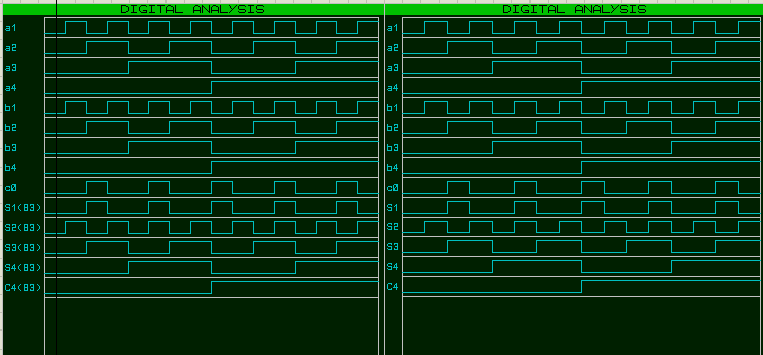 DIGITAL ANALYSIS
a1
a2
a3
a4
b1
b2
b3
b4
c0
S1(B3)
S2(B3)
S3(B3)
S4(B3)
C4(B3)
DIGITAL ANALYSIS
a1
a2
a3
a4
b1
b2
b3
b4
c0
S1
S2
S3
S4
C4